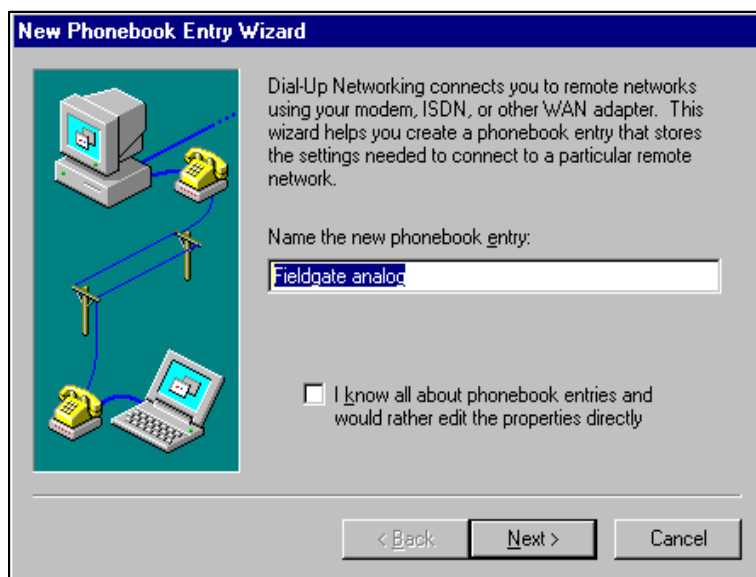 New Phonebook Entry Wizard
Dial-Up Networking connects you to remote networks
using your modem, ISDN, or other WAN adapter. This
wizard helps you create a phonebook entry that stores
the settings needed to connect to a particular remote
network.
Name the new phonebook entry:
Fieldgate analog
I know all about phonebook entries and
would rather edit the properties directly
< Back
Next >
Cancel